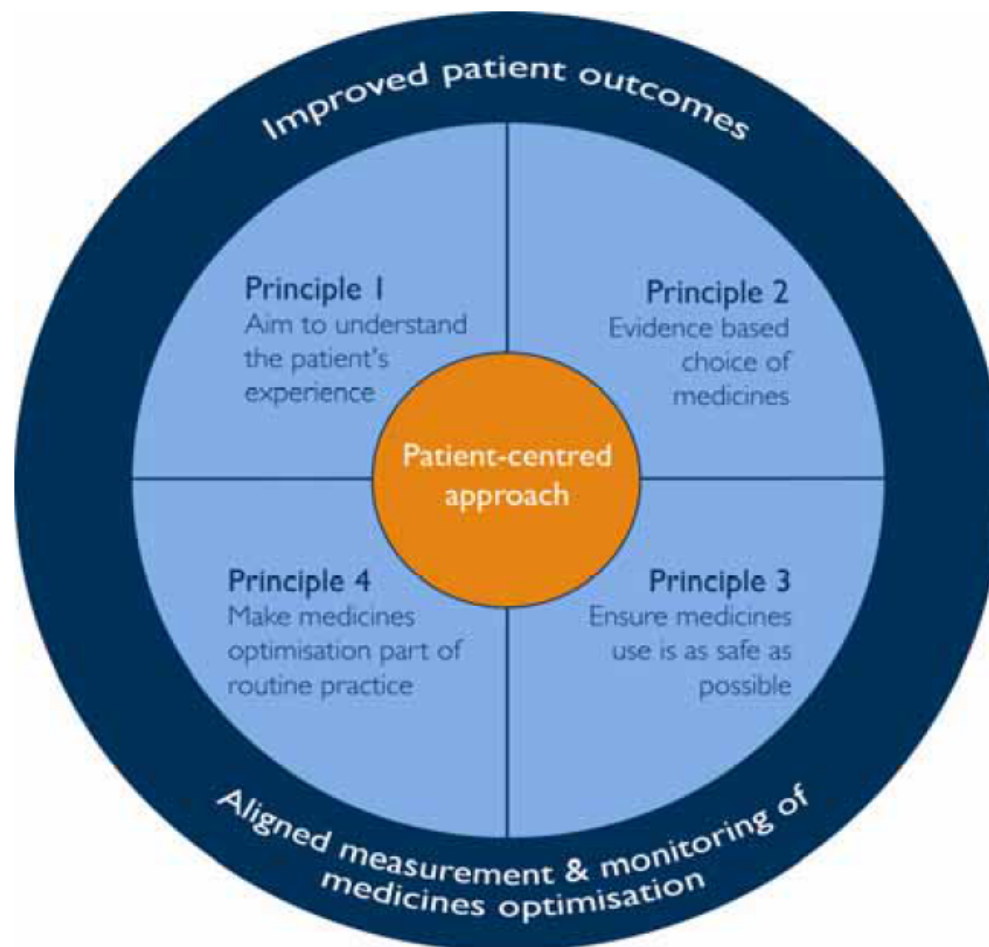 Improved patient outcomes
Principle 1
Aim to understand
the patient's
experience
Principle 2
Evidence based
choice of
medicines
Patient-centred
approach
Principle 4
Make medicines
optimisation part of
routine practice
Principle 3
Ensure medicines
use is as safe as
possible
Aligned measurement & monitoring of
medicines optimisation